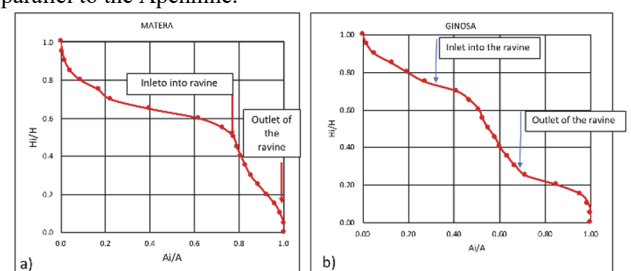 parallel to the Apennine.
MATERA
1.0
0.8
0.6
0.4
0.2
0.0
Hi/H
0.0 0.2 0.4 0.6 0.8 1.0
Ai/A
Inleto into ravine
Outlet of
the
ravine
a)
GINOSA
1.00
0.80
0.60
0.40
0.20
0.00
Hi/H
0.00 0.20 0.40 0.60 0.80 1.00
Ai/A
Inlet into the ravine
Outlet of the ravine
b)